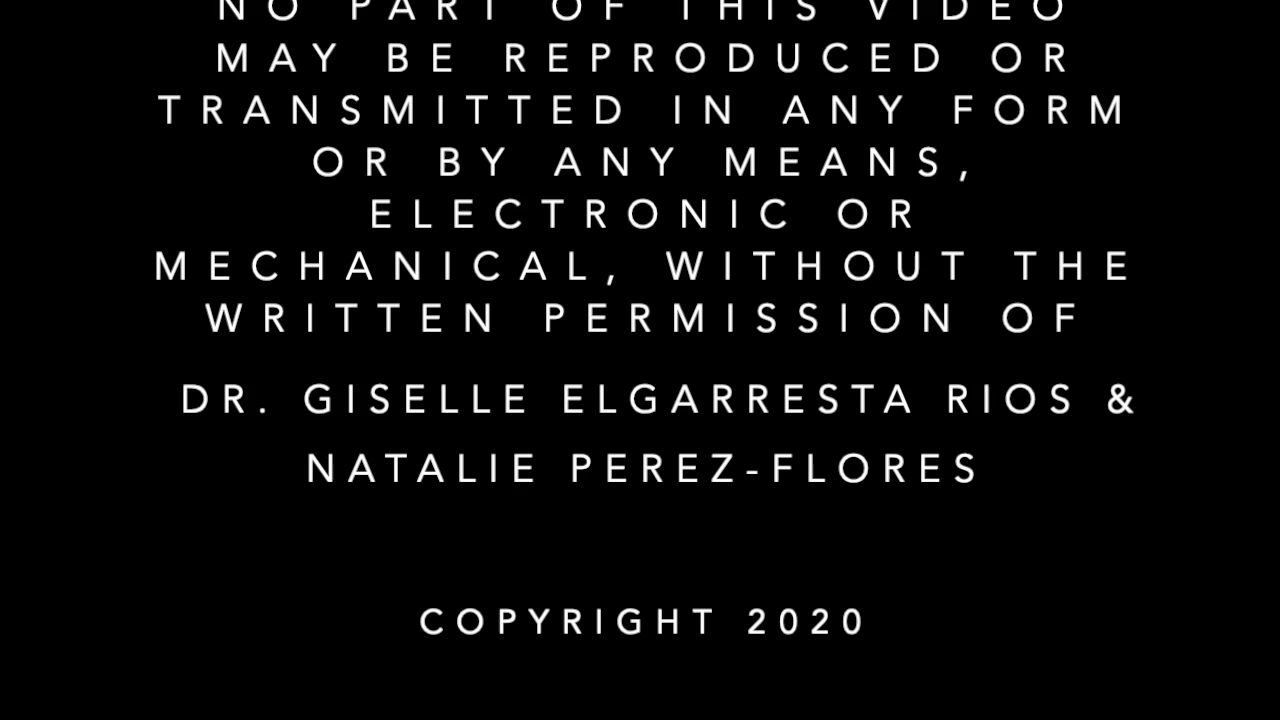 NO PART OF THIS VIDEO
MAY BE REPRODUCED OR
TRANSMITTED IN ANY FORM
OR BY ANY MEANS,
ELECTRONIC OR
MECHANICAL, WITHOUT THE
WRITTEN PERMISSION OF
DR. GISELLE ELGARRESTA RIOS &
NATALIE PEREZ-FLORES
COPYRIGHT 2020